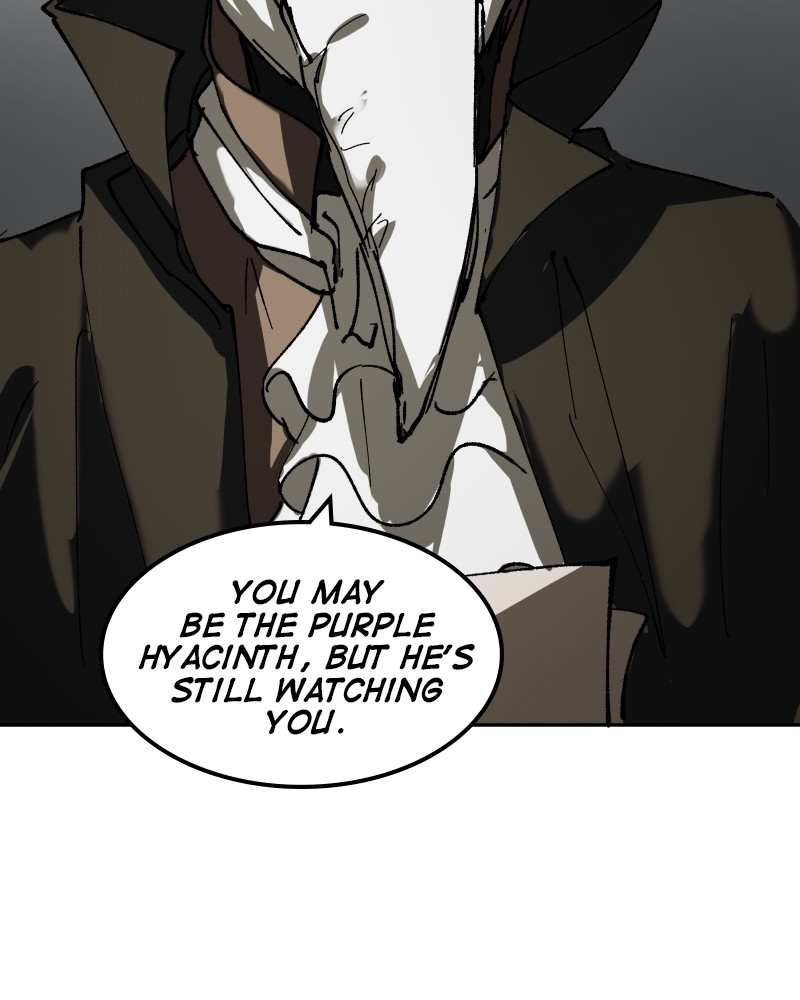 YOU MAY
BE THE PURPLE
HYACINTH, BUT HE'S
STILL WATCHING
YOU.